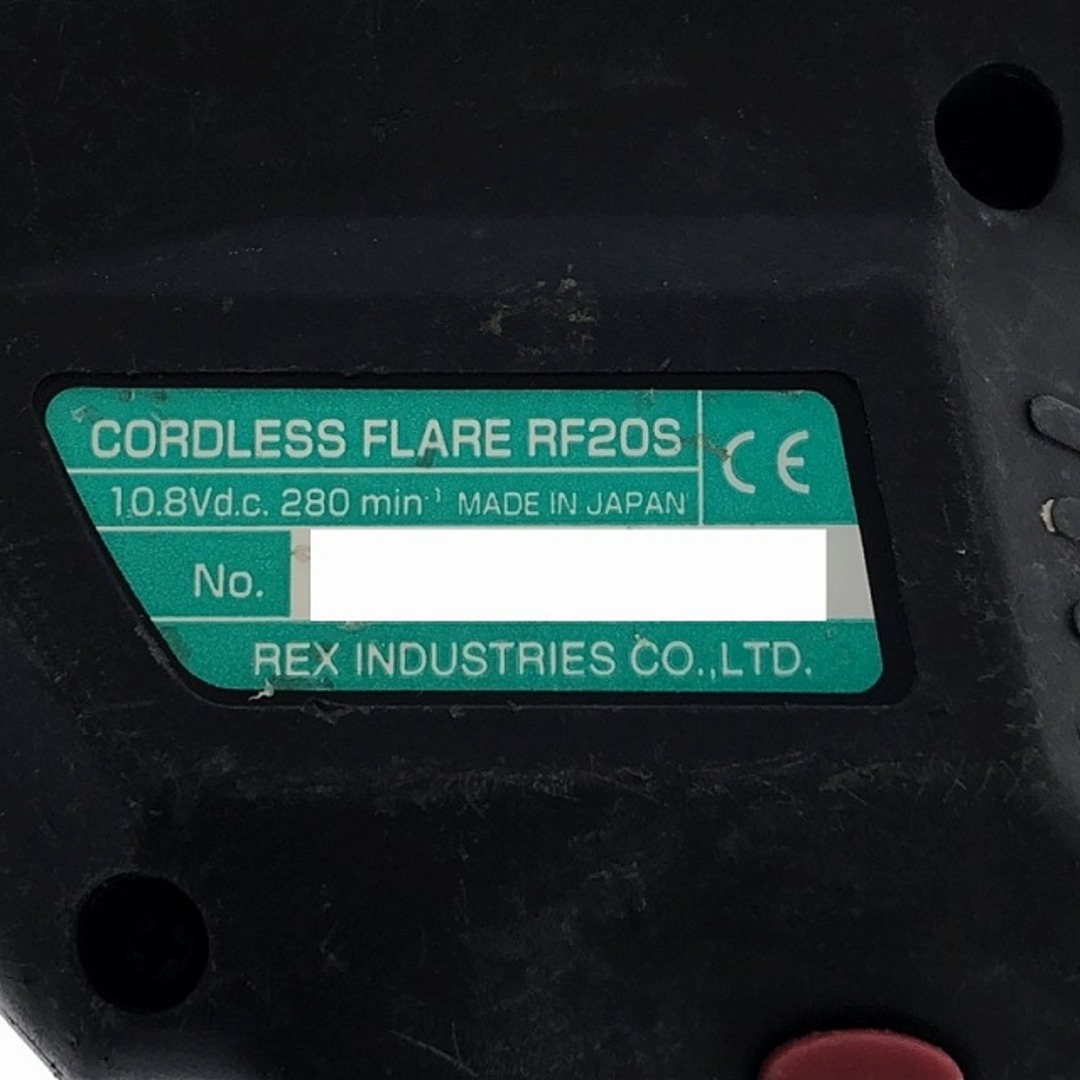 CORDLESS FLARE RF20S CE
10.8Vd.c. 280 min⁻¹ MADE IN JAPAN
No.
REX INDUSTRIES CO.,LTD.